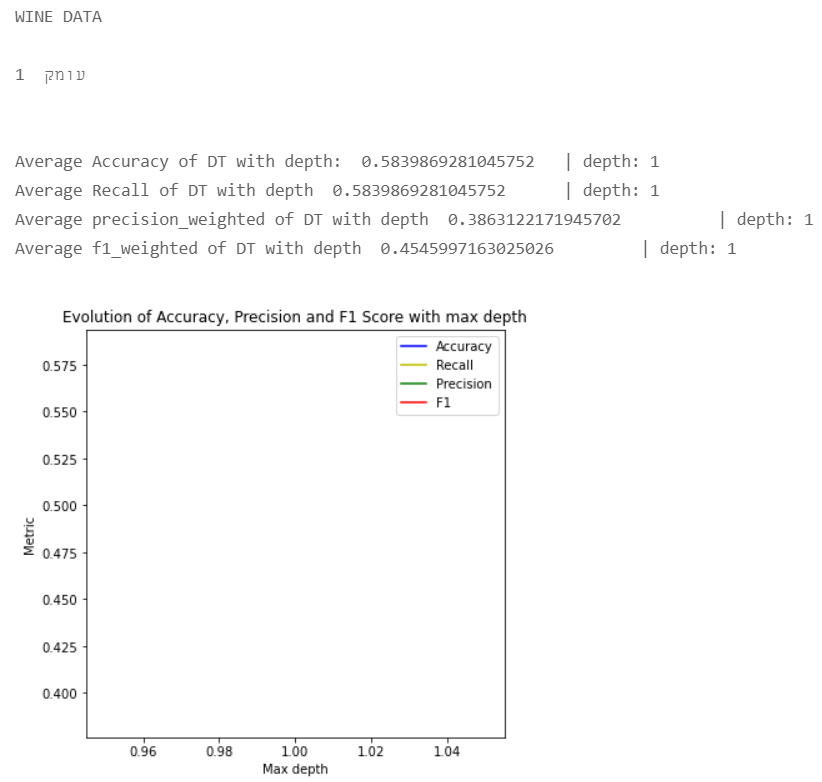 WINE DATA
1 עומק
Average Accuracy of DT with depth: 0.5839869281045752 | depth: 1
Average Recall of DT with depth 0.5839869281045752 | depth: 1
Average precision_weighted of DT with depth 0.3863122171945702 | depth: 1
Average f1_weighted of DT with depth 0.4545997163025026 | depth: 1
Evolution of Accuracy, Precision and F1 Score with max depth
Accuracy
Recall
Precision
F1
0.575
0.550
0.525
0.500
0.475
0.450
0.425
0.400
Metric
0.96 0.98 1.00 1.02 1.04
Max depth